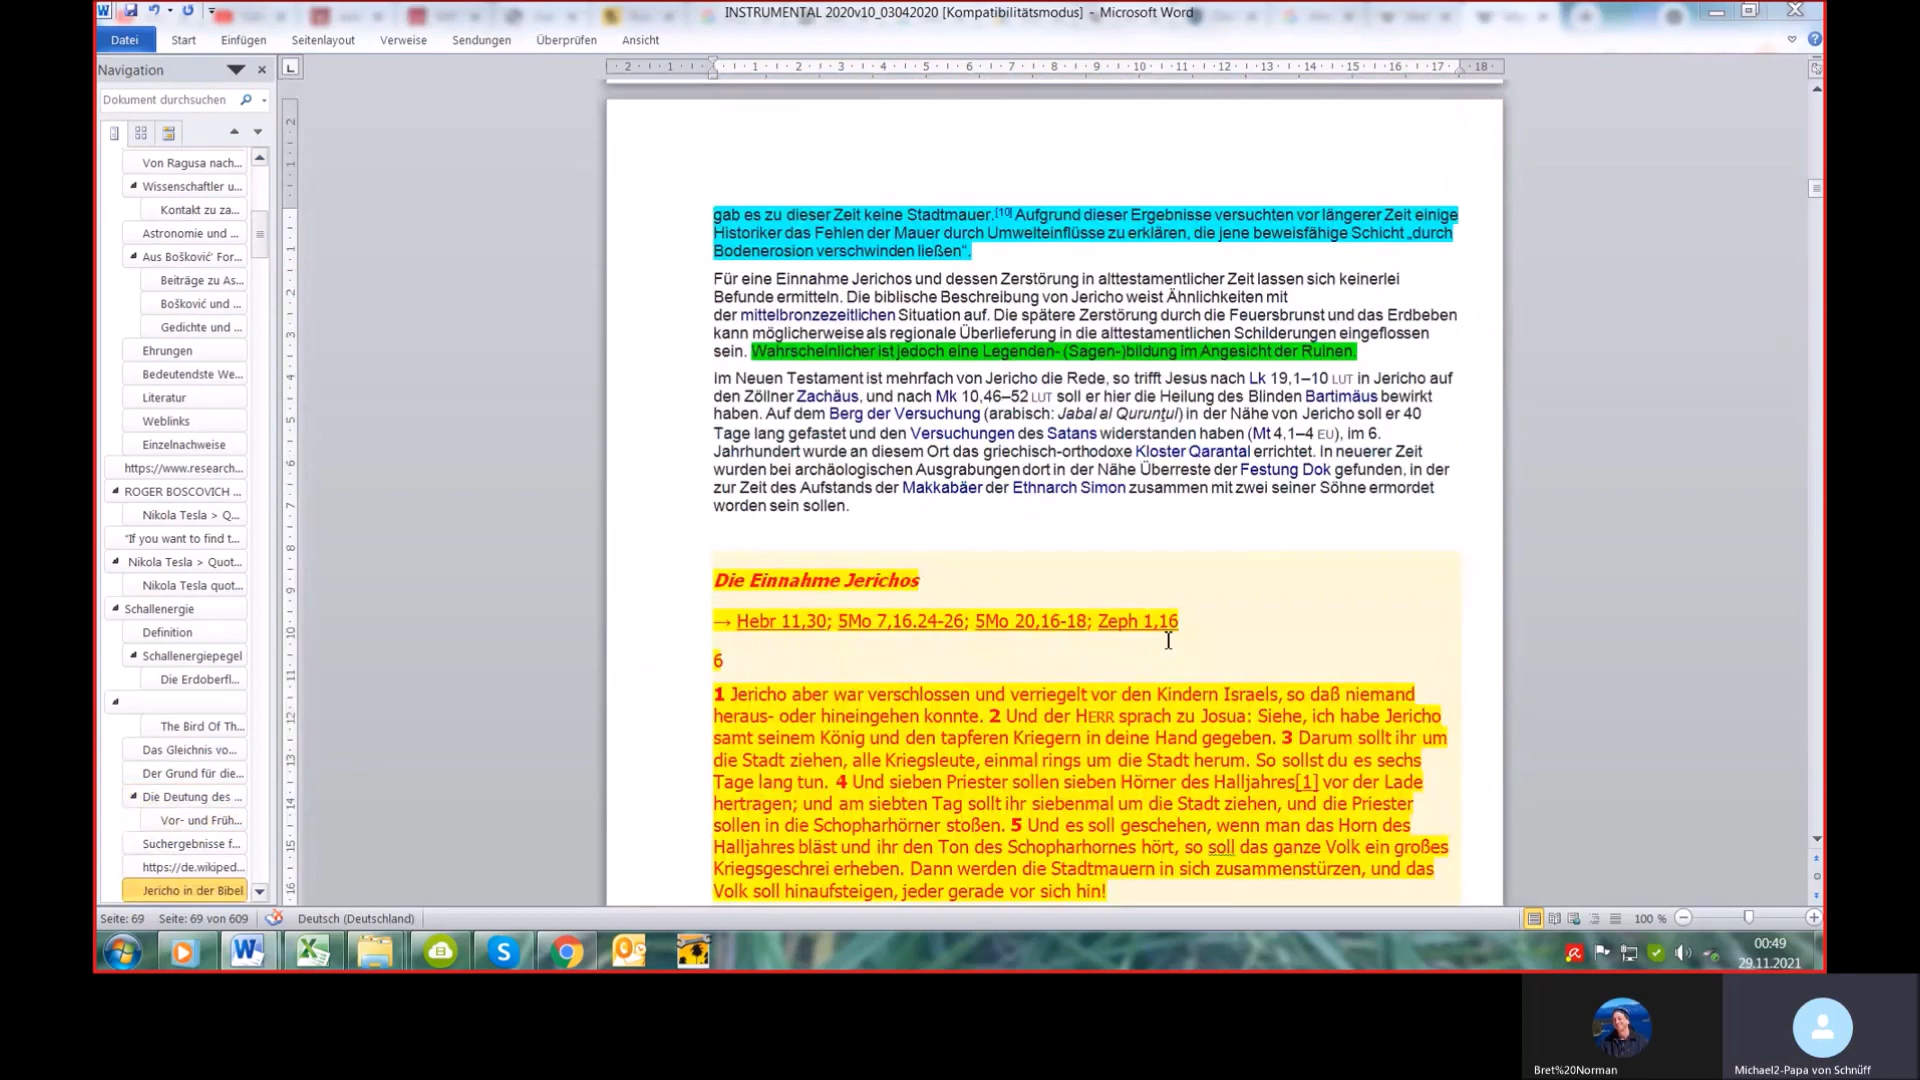 INSTRUMENTAL 2020v10_03042020 [Kompatibilitätsmodus] - Microsoft Word
Datei Start Einfügen Seitenlayout Verweise Sendungen Überprüfen Ansicht
Navigation
Dokument durchsuchen
Von Ragusa nach...
Wissenschaftler u...
Kontakt zu za...
Astronomie und ...
Aus Bošković' For...
Beiträge zu As...
Bošković und ...
Gedichte und ...
Ehrungen
Bedeutendste We...
Literatur
Weblinks
Einzelnachweise
https://www.research...
ROGER BOSCOVICH ...
Nikola Tesla > Q...
"If you want to find t...
Nikola Tesla > Quot...
Nikola Tesla quot...
Schallenergie
Definition
Schallenergiepegel
Die Erdoberfl...
The Bird Of Th...
Das Gleichnis vo...
Der Grund für die...
Die Deutung des ...
Vor- und Früh...
Suchergebnisse f...
https://de.wikiped...
Jericho in der Bibel
gab es zu dieser Zeit keine Stadtmauer.[10] Aufgrund dieser Ergebnisse versuchten vor längerer Zeit einige
Historiker das Fehlen der Mauer durch Umwelteinflüsse zu erklären, die jene beweisfähige Schicht „durch
Bodenerosion verschwinden ließen“.
Für eine Einnahme Jerichos und dessen Zerstörung in alttestamentlicher Zeit lassen sich keinerlei
Befunde ermitteln. Die biblische Beschreibung von Jericho weist Ähnlichkeiten mit
der mittelbronzezeitlichen Situation auf. Die spätere Zerstörung durch die Feuersbrunst und das Erdbeben
kann möglicherweise als regionale Überlieferung in die alttestamentlichen Schilderungen eingeflossen
sein. Wahrscheinlicher ist jedoch eine Legenden- (Sagen-)bildung im Angesicht der Ruinen.
Im Neuen Testament ist mehrfach von Jericho die Rede, so trifft Jesus nach Lk 19,1–10 LUT in Jericho auf
den Zöllner Zachäus, und nach Mk 10,46–52 LUT soll er hier die Heilung des Blinden Bartimäus bewirkt
haben. Auf dem Berg der Versuchung (arabisch: Jabal al Qurunṭul) in der Nähe von Jericho soll er 40
Tage lang gefastet und den Versuchungen des Satans widerstanden haben (Mt 4,1–4 EU), im 6.
Jahrhundert wurde an diesem Ort das griechisch-orthodoxe Kloster Qarantal errichtet. In neuerer Zeit
wurden bei archäologischen Ausgrabungen dort in der Nähe Überreste der Festung Dok gefunden, in der
zur Zeit des Aufstands der Makkabäer der Ethnarch Simon zusammen mit zwei seiner Söhne ermordet
worden sein sollen.
Die Einnahme Jerichos
→ Hebr 11,30; 5Mo 7,16.24-26; 5Mo 20,16-18; Zeph 1,16
6
1 Jericho aber war verschlossen und verriegelt vor den Kindern Israels, so daß niemand
heraus- oder hineingehen konnte. 2 Und der HERR sprach zu Josua: Siehe, ich habe Jericho
samt seinem König und den tapferen Kriegern in deine Hand gegeben. 3 Darum sollt ihr um
die Stadt ziehen, alle Kriegsleute, einmal rings um die Stadt herum. So sollst du es sechs
Tage lang tun. 4 Und sieben Priester sollen sieben Hörner des Halljahres[1] vor der Lade
hertragen; und am siebten Tag sollt ihr siebenmal um die Stadt ziehen, und die Priester
sollen in die Schopharhörner stoßen. 5 Und es soll geschehen, wenn man das Horn des
Halljahres bläst und ihr den Ton des Schopharhornes hört, so soll das ganze Volk ein großes
Kriegsgeschrei erheben. Dann werden die Stadtmauern in sich zusammenstürzen, und das
Volk soll hinaufsteigen, jeder gerade vor sich hin!
Seite: 69 Seite: 69 von 609 Deutsch (Deutschland) 100 %
00:49
29.11.2021
Bret%20Norman
Michael2-Papa von Schnüff